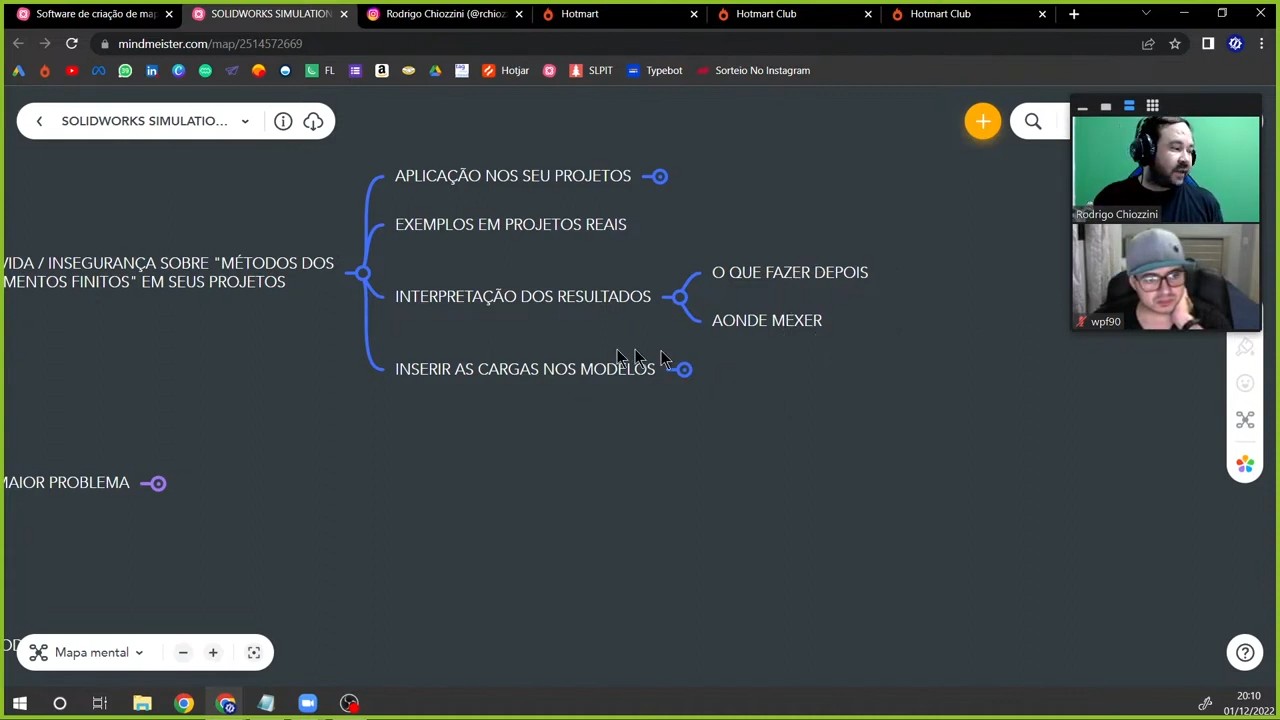 Software de criação de map
SOLIDWORKS SIMULATION
Rodrigo Chiozzini (@rchioz
Hotmart
Hotmart Club
Hotmart Club
mindmeister.com/map/2514572669
FL
Hotjar
SLPIT
Typebot
Sorteio No Instagram
SOLIDWORKS SIMULATIO...
APLICAÇÃO NOS SEU PROJETOS
EXEMPLOS EM PROJETOS REAIS
VIDA / INSEGURANÇA SOBRE "MÉTODOS DOS
MENTOS FINITOS" EM SEUS PROJETOS
INTERPRETAÇÃO DOS RESULTADOS
O QUE FAZER DEPOIS
AONDE MEXER
INSERIR AS CARGAS NOS MODELOS
MAIOR PROBLEMA
Rodrigo Chiozzini
wpf90
Mapa mental
20:10
01/12/2022